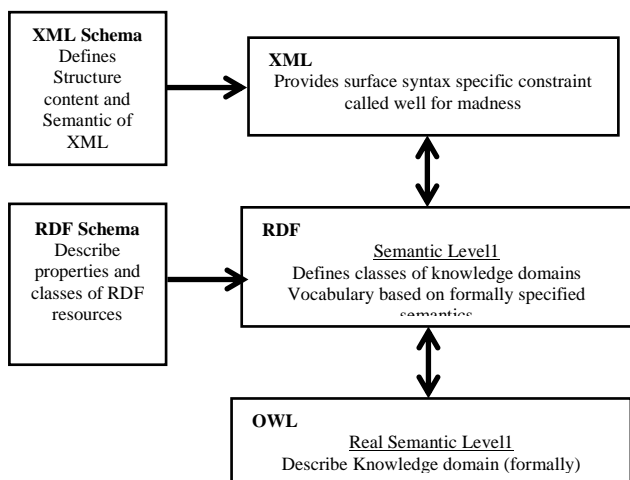 XML Schema
Defines
Structure
content and
Semantic of
XML
XML
Provides surface syntax specific constraint
called well for madness
RDF Schema
Describe
properties and
classes of RDF
resources
RDF
Semantic Level1
Defines classes of knowledge domains
Vocabulary based on formally specified
semantics
OWL
Real Semantic Level1
Describe Knowledge domain (formally)